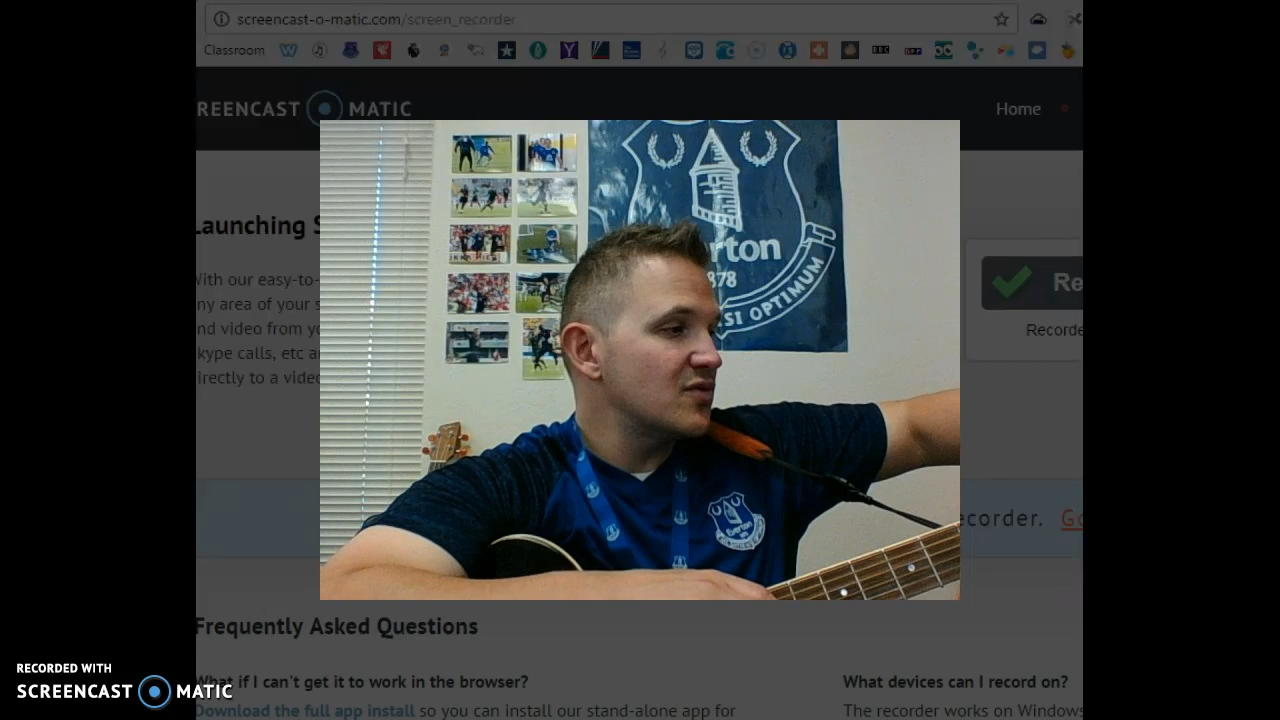 screencast-o-matic.com/screen_recorder
Classroom
REENCAST MATIC
Home
Launching S
With our easy-to-
ny area of your s
nd video from yo
kype calls, etc a
irectly to a video
Re
Recorde
rton
878
SI OPTIMUM
Everton
ecorder. Go
Frequently Asked Questions
What if I can't get it to work in the browser?
What devices can I record on?
Download the full app install so you can install our stand-alone app for
The recorder works on Windows
RECORDED WITH
SCREENCAST MATIC